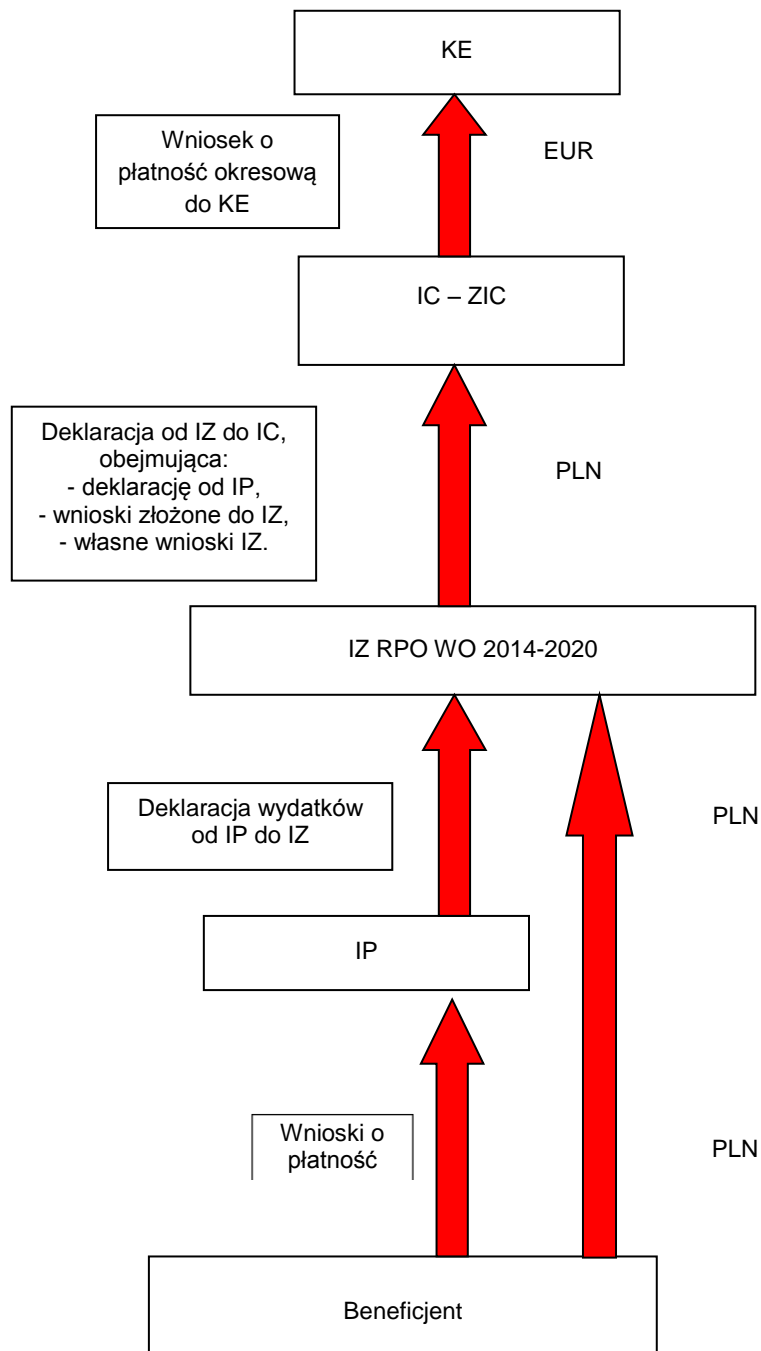 KE
Wniosek o
płatność okresową
do KE
EUR
IC – ZIC
Deklaracja od IZ do IC,
obejmująca:
- deklarację od IP,
- wnioski złożone do IZ,
- własne wnioski IZ.
PLN
IZ RPO WO 2014-2020
Deklaracja wydatków
od IP do IZ
PLN
IP
Wnioski o
płatność
PLN
Beneficjent